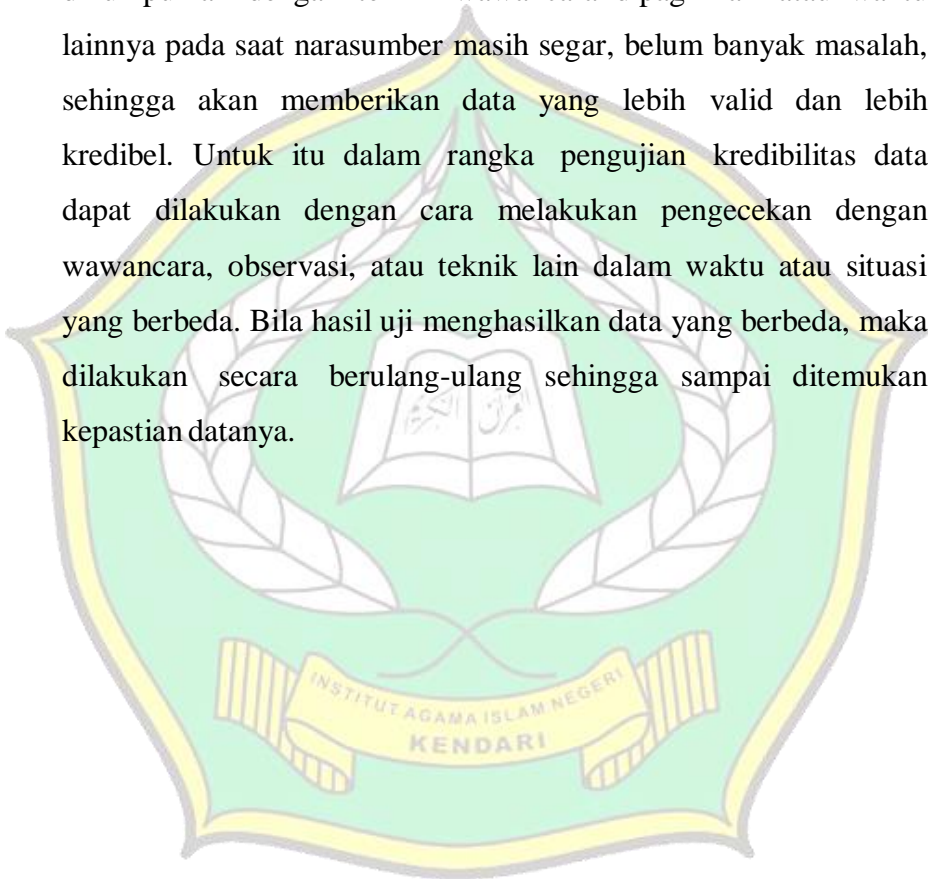 lainnya pada saat narasumber masih segar, belum banyak masalah,
sehingga akan memberikan data yang lebih valid dan lebih
kredibel. Untuk itu dalam rangka pengujian kredibilitas data
dapat dilakukan dengan cara melakukan pengecekan dengan
wawancara, observasi, atau teknik lain dalam waktu atau situasi
yang berbeda. Bila hasil uji menghasilkan data yang berbeda, maka
dilakukan secara berulang-ulang sehingga sampai ditemukan
kepastian datanya.
القرآن الكريم
INSTITUT AGAMA ISLAM NEGERI
KENDARI